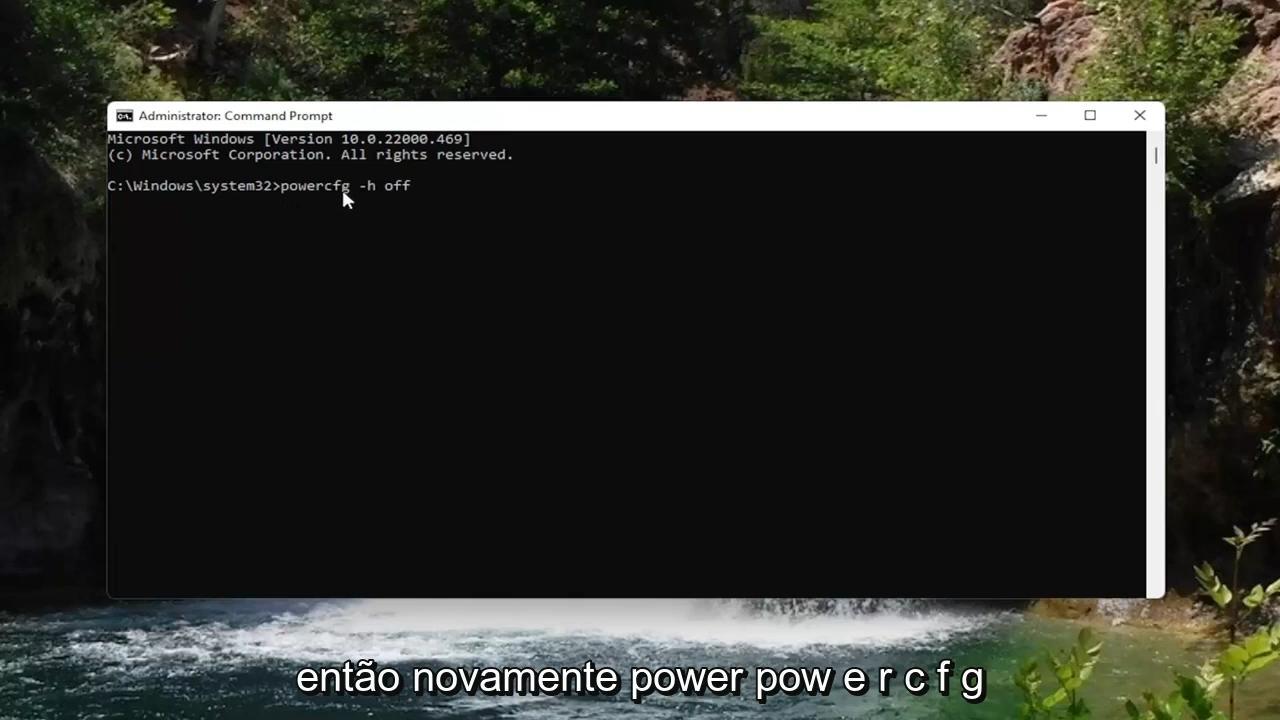 Administrator: Command Prompt
Microsoft Windows [Version 10.0.22000.469]
(c) Microsoft Corporation. All rights reserved.
C:\Windows\system32>powercfg -h off
então novamente power pow e r c f g